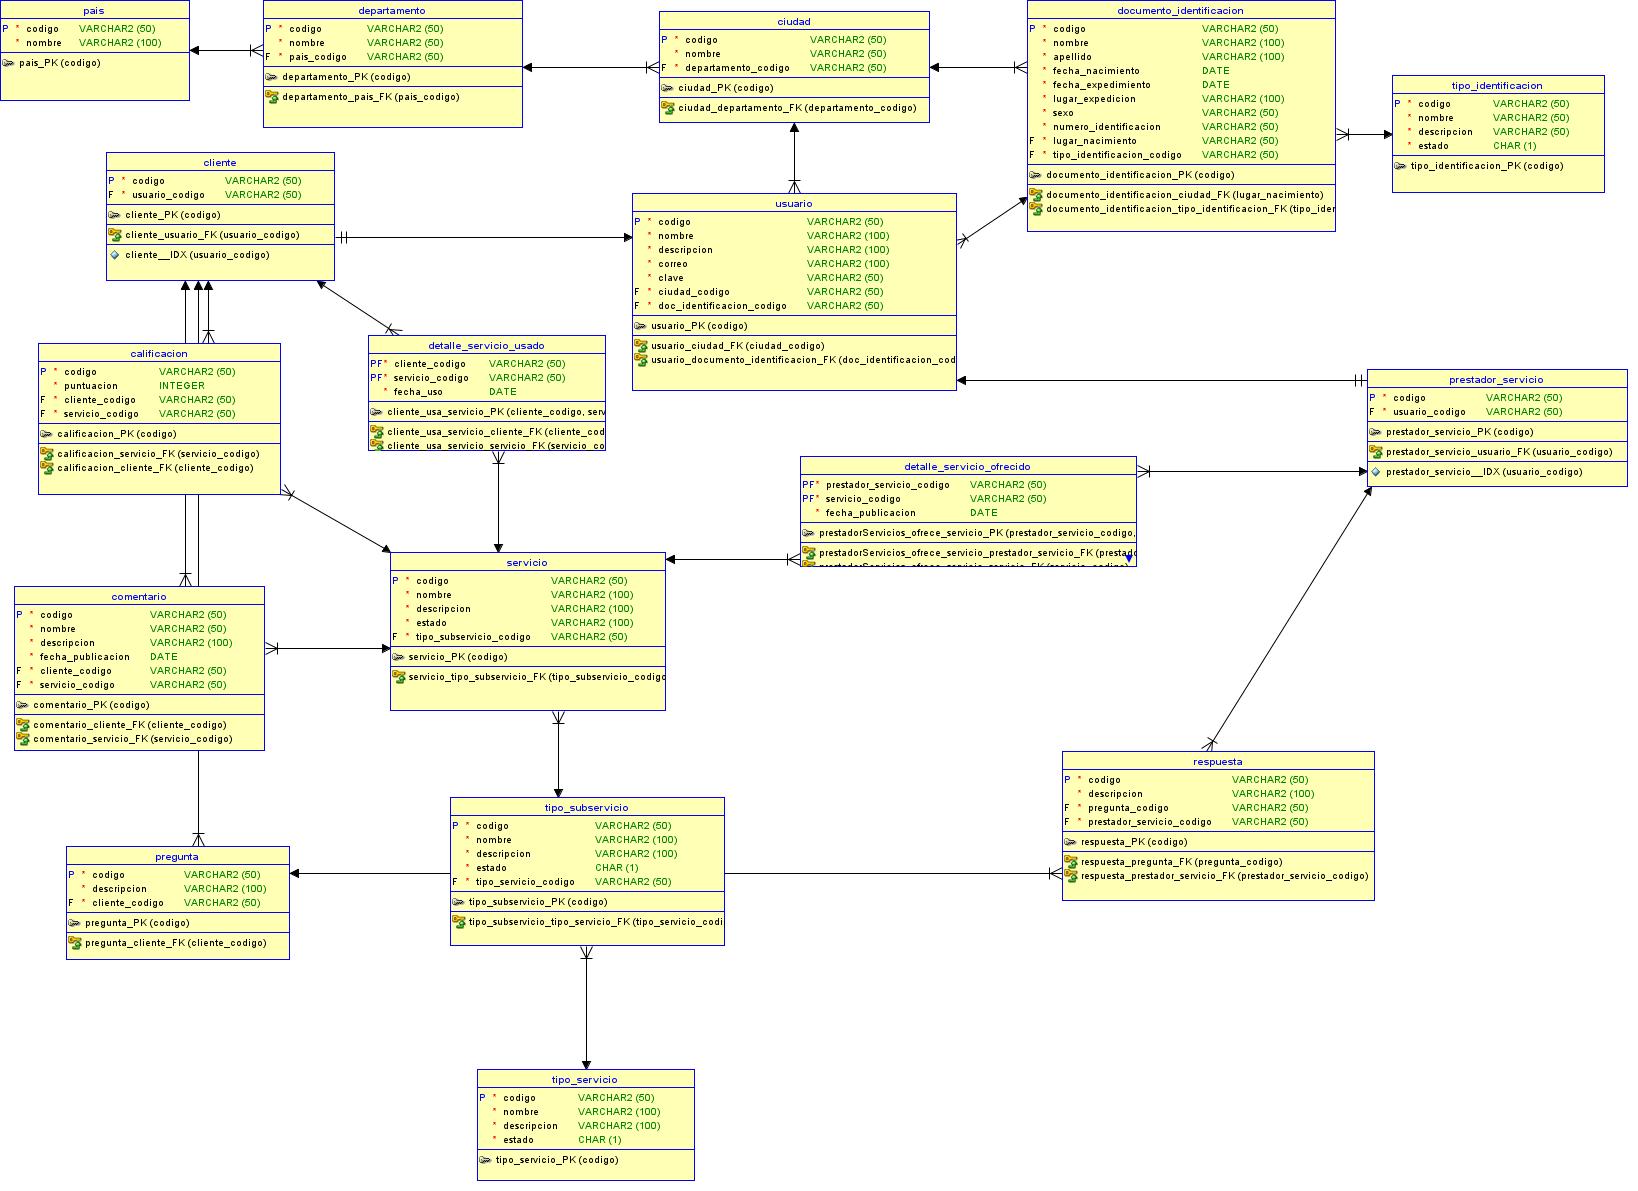 pais
P * codigo VARCHAR2 (50)
* nombre VARCHAR2 (100)
pais_PK (codigo)
departamento
P * codigo VARCHAR2 (50)
* nombre VARCHAR2 (50)
F * pais_codigo VARCHAR2 (50)
departamento_PK (codigo)
departamento_pais_FK (pais_codigo)
ciudad
P * codigo VARCHAR2 (50)
* nombre VARCHAR2 (50)
F * departamento_codigo VARCHAR2 (50)
ciudad_PK (codigo)
ciudad_departamento_FK (departamento_codigo)
documento_identificacion
P * codigo VARCHAR2 (50)
* nombre VARCHAR2 (100)
* apellido VARCHAR2 (100)
* fecha_nacimiento DATE
* fecha_expedimiento DATE
* lugar_expedicion VARCHAR2 (100)
* sexo VARCHAR2 (50)
* numero_identificacion VARCHAR2 (50)
F * lugar_nacimiento VARCHAR2 (50)
F * tipo_identificacion_codigo VARCHAR2 (50)
documento_identificacion_PK (codigo)
documento_identificacion_ciudad_FK (lugar_nacimiento)
documento_identificacion_tipo_identificacion_FK (tipo_ider
tipo_identificacion
P * codigo VARCHAR2 (50)
* nombre VARCHAR2 (50)
* descripcion VARCHAR2 (50)
* estado CHAR (1)
tipo_identificacion_PK (codigo)
cliente
P * codigo VARCHAR2 (50)
F * usuario_codigo VARCHAR2 (50)
cliente_PK (codigo)
cliente_usuario_FK (usuario_codigo)
cliente__IDX (usuario_codigo)
usuario
P * codigo VARCHAR2 (50)
* nombre VARCHAR2 (100)
* descripcion VARCHAR2 (100)
* correo VARCHAR2 (100)
* clave VARCHAR2 (50)
F * ciudad_codigo VARCHAR2 (50)
F * doc_identificacion_codigo VARCHAR2 (50)
usuario_PK (codigo)
usuario_ciudad_FK (ciudad_codigo)
usuario_documento_identificacion_FK (doc_identificacion_cod
calificacion
P * codigo VARCHAR2 (50)
* puntuacion INTEGER
F * cliente_codigo VARCHAR2 (50)
F * servicio_codigo VARCHAR2 (50)
calificacion_PK (codigo)
calificacion_servicio_FK (servicio_codigo)
calificacion_cliente_FK (cliente_codigo)
detalle_servicio_usado
PF* cliente_codigo VARCHAR2 (50)
PF* servicio_codigo VARCHAR2 (50)
* fecha_uso DATE
cliente_usa_servicio_PK (cliente_codigo, serv
cliente_usa_servicio_cliente_FK (cliente_cod
cliente_usa_servicio_servicio_FK (servicio_co
prestador_servicio
P * codigo VARCHAR2 (50)
F * usuario_codigo VARCHAR2 (50)
prestador_servicio_PK (codigo)
prestador_servicio_usuario_FK (usuario_codigo)
prestador_servicio__IDX (usuario_codigo)
detalle_servicio_ofrecido
PF* prestador_servicio_codigo VARCHAR2 (50)
PF* servicio_codigo VARCHAR2 (50)
* fecha_publicacion DATE
prestadorServicios_ofrece_servicio_PK (prestador_servicio_codigo,
prestadorServicios_ofrece_servicio_prestador_servicio_FK (prestado
prestadorServicios_ofrece_servicio_servicio_FK (servicio_codigo)
servicio
P * codigo VARCHAR2 (50)
* nombre VARCHAR2 (100)
* descripcion VARCHAR2 (100)
* estado VARCHAR2 (100)
F * tipo_subservicio_codigo VARCHAR2 (50)
servicio_PK (codigo)
servicio_tipo_subservicio_FK (tipo_subservicio_codigo
comentario
P * codigo VARCHAR2 (50)
* nombre VARCHAR2 (50)
* descripcion VARCHAR2 (100)
* fecha_publicacion DATE
F * cliente_codigo VARCHAR2 (50)
F * servicio_codigo VARCHAR2 (50)
comentario_PK (codigo)
comentario_cliente_FK (cliente_codigo)
comentario_servicio_FK (servicio_codigo)
respuesta
P * codigo VARCHAR2 (50)
* descripcion VARCHAR2 (100)
F * pregunta_codigo VARCHAR2 (50)
F * prestador_servicio_codigo VARCHAR2 (50)
respuesta_PK (codigo)
respuesta_pregunta_FK (pregunta_codigo)
respuesta_prestador_servicio_FK (prestador_servicio_codigo)
tipo_subservicio
P * codigo VARCHAR2 (50)
* nombre VARCHAR2 (100)
* descripcion VARCHAR2 (100)
* estado CHAR (1)
F * tipo_servicio_codigo VARCHAR2 (50)
tipo_subservicio_PK (codigo)
tipo_subservicio_tipo_servicio_FK (tipo_servicio_codi
pregunta
P * codigo VARCHAR2 (50)
* descripcion VARCHAR2 (100)
F * cliente_codigo VARCHAR2 (50)
pregunta_PK (codigo)
pregunta_cliente_FK (cliente_codigo)
tipo_servicio
P * codigo VARCHAR2 (50)
* nombre VARCHAR2 (100)
* descripcion VARCHAR2 (100)
* estado CHAR (1)
tipo_servicio_PK (codigo)